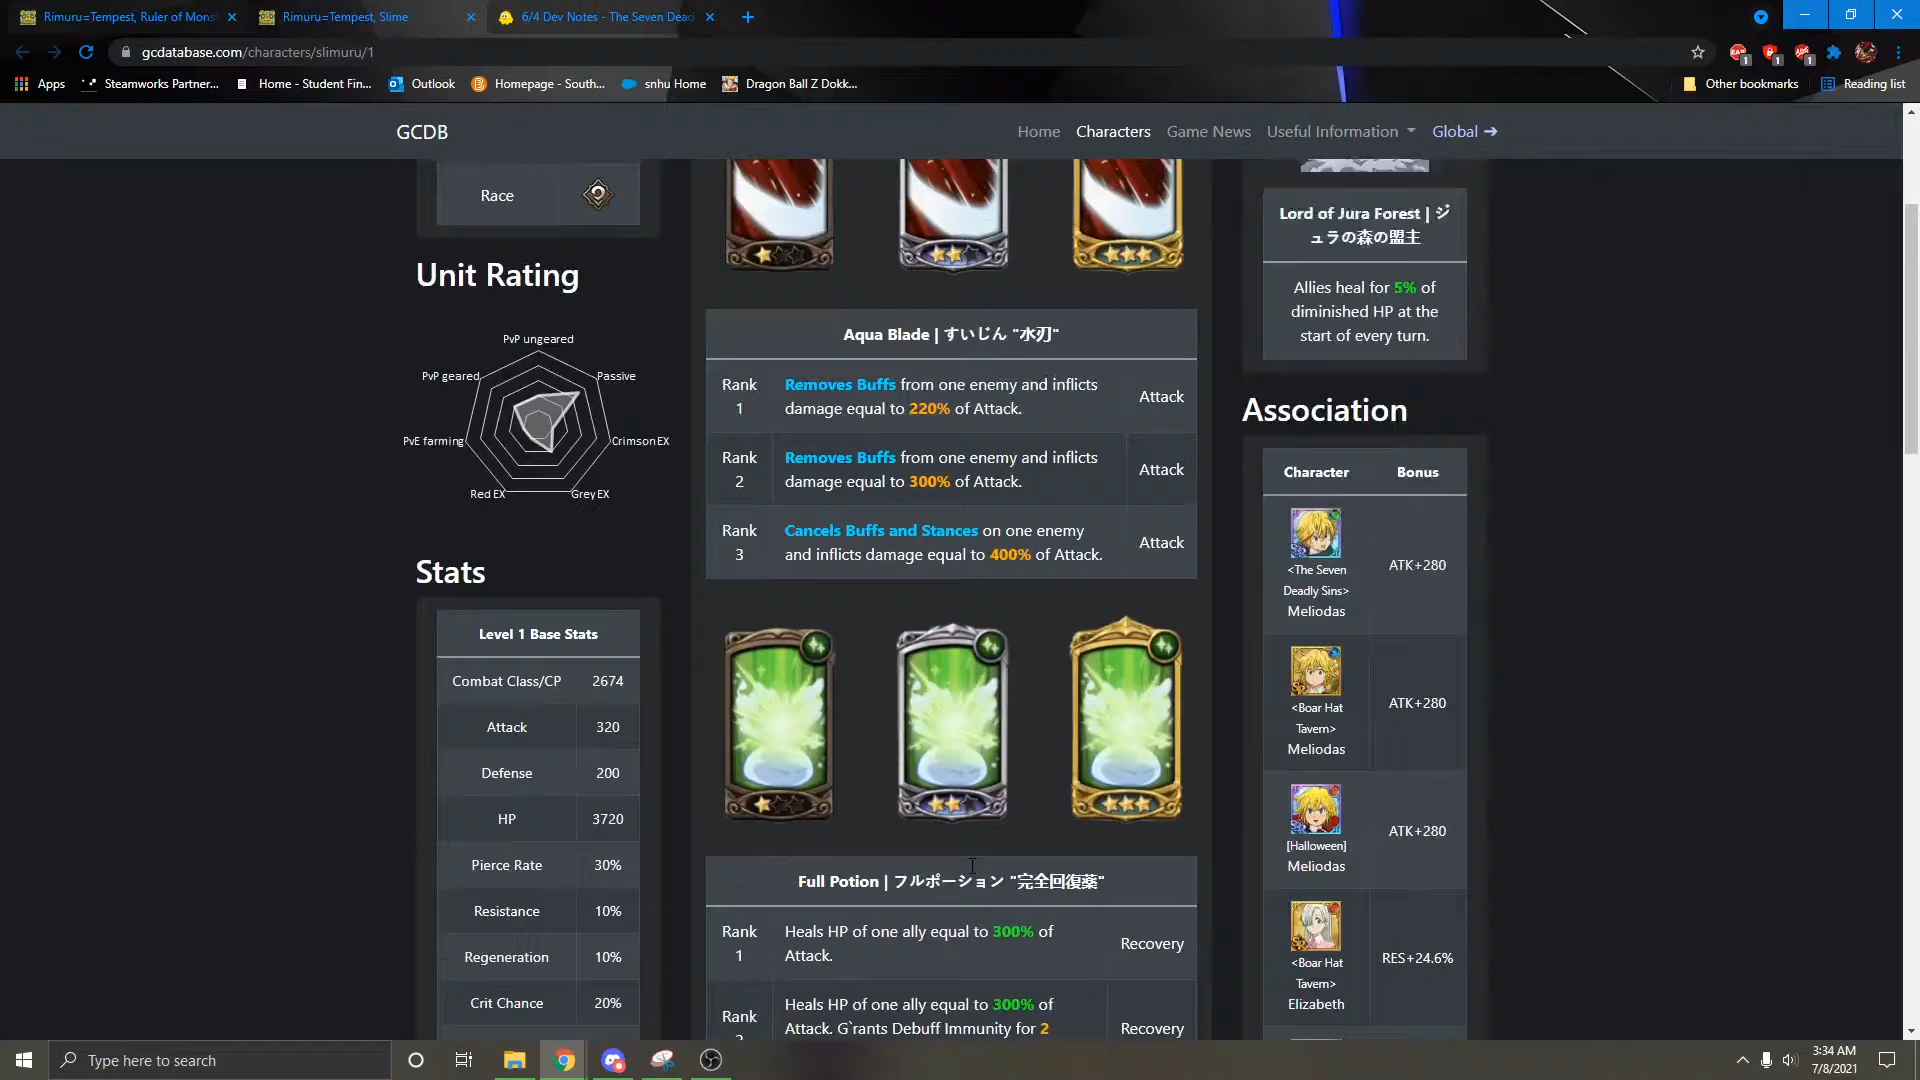 Rimuru=Tempest, Ruler of Monst
Rimuru=Tempest, Slime
6/4 Dev Notes - The Seven Dead
gcdatabase.com/characters/slimuru/1
1
1
1
Apps
Steamworks Partner...
Home - Student Fin...
Outlook
Homepage - South...
snhu Home
Dragon Ball Z Dokk...
Other bookmarks
Reading list
GCDB
Home
Characters
Game News
Useful Information
Global ➔
Race
Unit Rating
PvP ungeared
PvP geared
Passive
PvE farming
Crimson EX
Red EX
Grey EX
Stats
Level 1 Base Stats
Combat Class/CP 2674
Attack 320
Defense 200
HP 3720
Pierce Rate 30%
Resistance 10%
Regeneration 10%
Crit Chance 20%
Aqua Blade | すいじん "水刃"
Rank 1
Removes Buffs from one enemy and inflicts
damage equal to 220% of Attack.
Attack
Rank 2
Removes Buffs from one enemy and inflicts
damage equal to 300% of Attack.
Attack
Rank 3
Cancels Buffs and Stances on one enemy
and inflicts damage equal to 400% of Attack.
Attack
Full Potion | フルポーション "完全回復薬"
Rank 1
Heals HP of one ally equal to 300% of
Attack.
Recovery
Rank
Heals HP of one ally equal to 300% of
Attack. G`rants Debuff Immunity for 2
Recovery
Lord of Jura Forest | ジ
ュラの森の盟主
Allies heal for 5% of
diminished HP at the
start of every turn.
Association
Character Bonus
<The Seven
Deadly Sins>
Meliodas
ATK+280
<Boar Hat
Tavern>
Meliodas
ATK+280
[Halloween]
Meliodas
ATK+280
<Boar Hat
Tavern>
Elizabeth
RES+24.6%
Type here to search
3:34 AM
7/8/2021